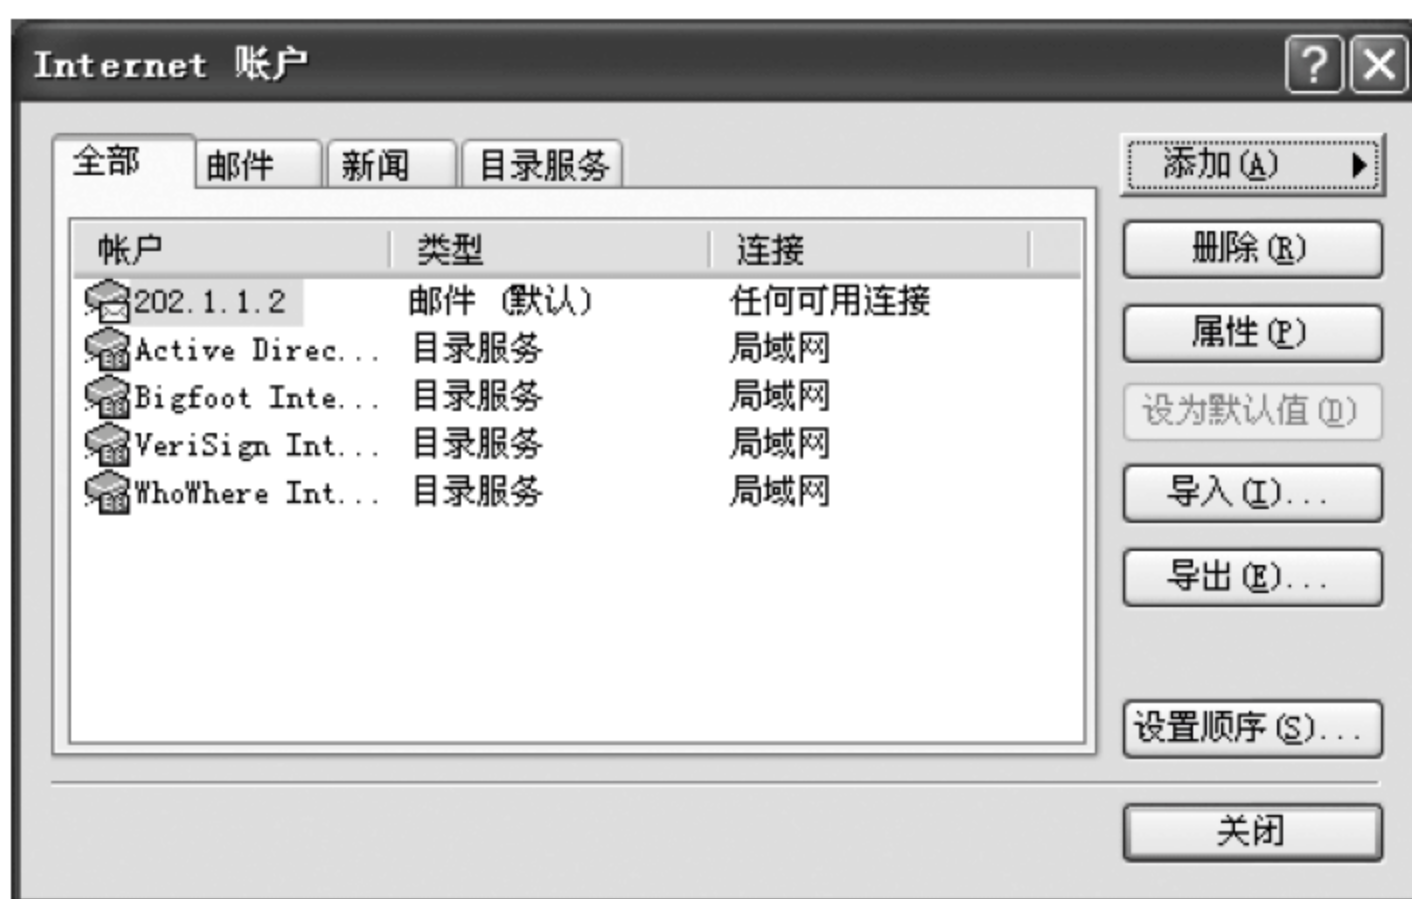 Internet 账户
全部 邮件 新闻 目录服务
添加(A)
帐户 类型 连接
删除(R)
202.1.1.2 邮件 (默认) 任何可用连接
Active Direc... 目录服务 局域网
属性(P)
Bigfoot Inte... 目录服务 局域网
设为默认值(D)
VeriSign Int... 目录服务 局域网
WhoWhere Int... 目录服务 局域网
导入(I)...
导出(E)...
设置顺序(S)...
关闭